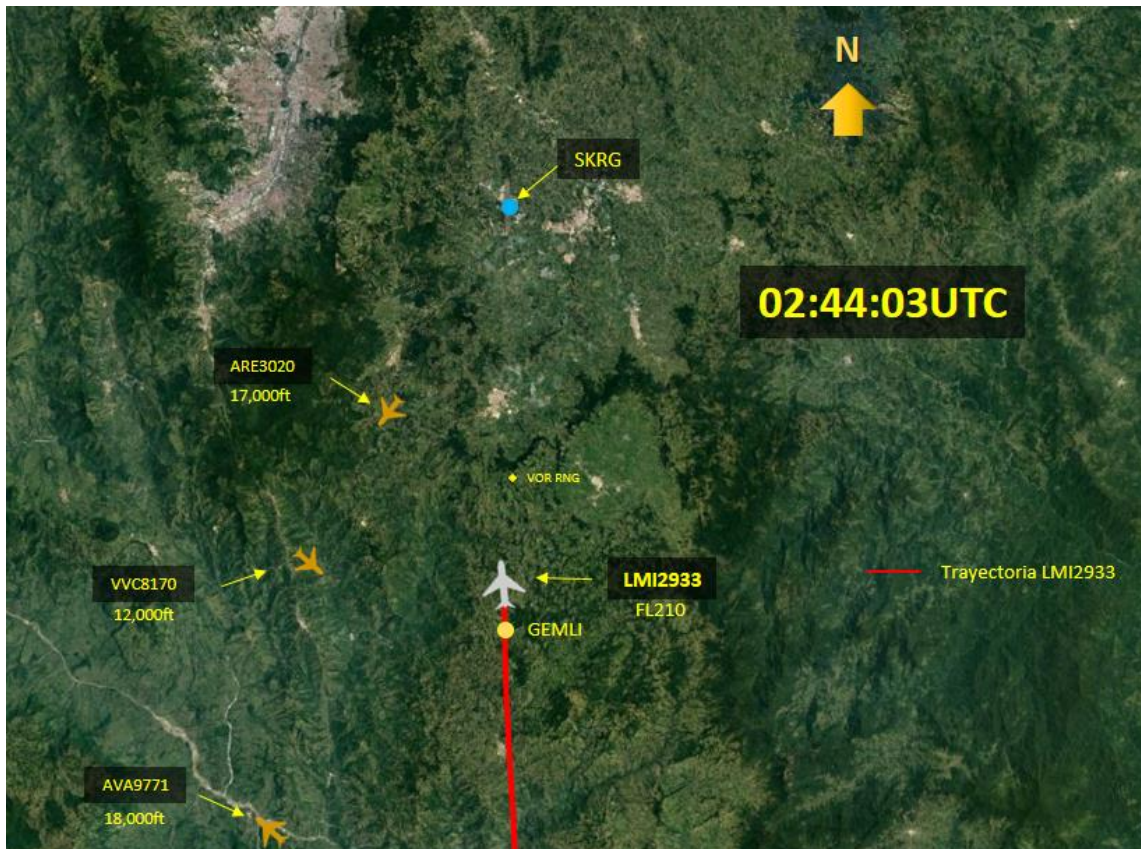 N
SKRG
02:44:03UTC
ARE3020
17,000ft
VOR RNG
VVC8170
12,000ft
LMI2933
FL210
Trayectoria LMI2933
GEMLI
AVA9771
18,000ft